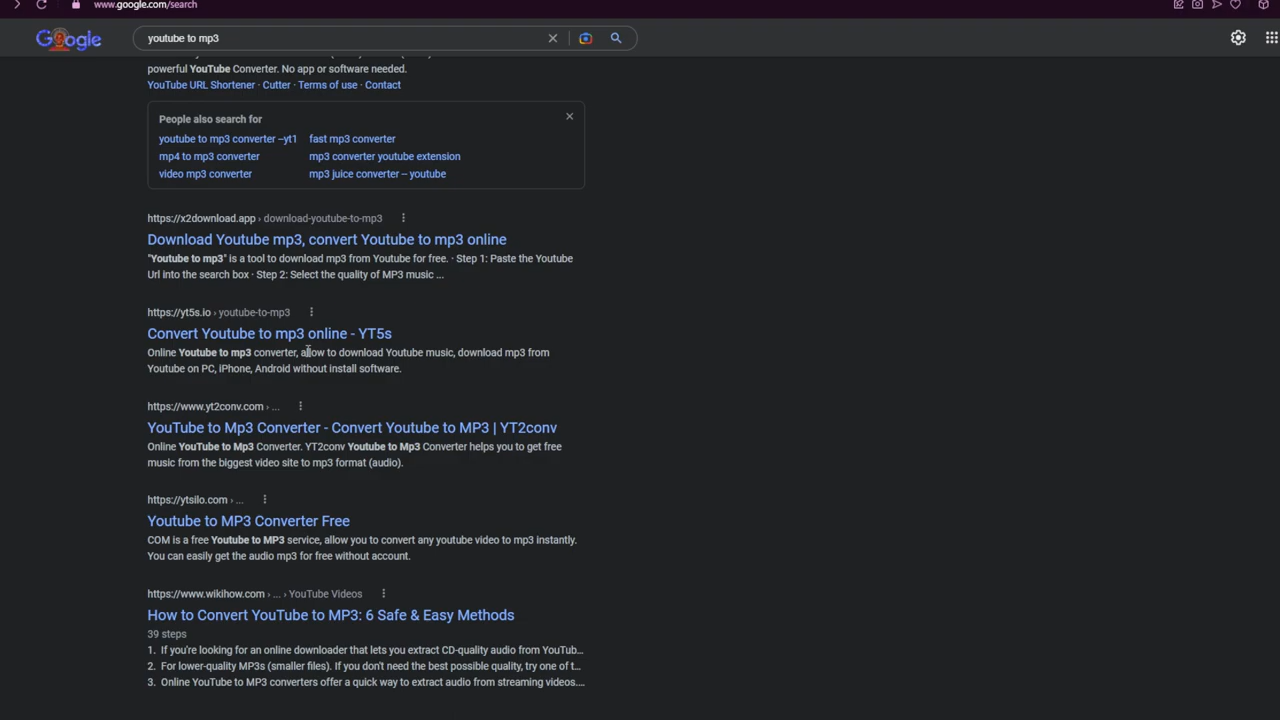 www.google.com/search
Google
youtube to mp3
powerful YouTube Converter. No app or software needed.
YouTube URL Shortener · Cutter · Terms of use · Contact
People also search for
youtube to mp3 converter –yt1
fast mp3 converter
mp4 to mp3 converter
mp3 converter youtube extension
video mp3 converter
mp3 juice converter – youtube
https://x2download.app › download-youtube-to-mp3
Download Youtube mp3, convert Youtube to mp3 online
"Youtube to mp3" is a tool to download mp3 from Youtube for free. · Step 1: Paste the Youtube
Url into the search box · Step 2: Select the quality of MP3 music ...
https://yt5s.io › youtube-to-mp3
Convert Youtube to mp3 online - YT5s
Online Youtube to mp3 converter, allow to download Youtube music, download mp3 from
Youtube on PC, iPhone, Android without install software.
https://www.yt2conv.com › ...
YouTube to Mp3 Converter - Convert Youtube to MP3 | YT2conv
Online YouTube to Mp3 Converter. YT2conv Youtube to Mp3 Converter helps you to get free
music from the biggest video site to mp3 format (audio).
https://ytsilo.com › ...
Youtube to MP3 Converter Free
COM is a free Youtube to MP3 service, allow you to convert any youtube video to mp3 instantly.
You can easily get the audio mp3 for free without account.
https://www.wikihow.com › ... › YouTube Videos
How to Convert YouTube to MP3: 6 Safe & Easy Methods
39 steps
1. If you're looking for an online downloader that lets you extract CD-quality audio from YouTub...
2. For lower-quality MP3s (smaller files). If you don't need the best possible quality, try one of t...
3. Online YouTube to MP3 converters offer a quick way to extract audio from streaming videos....